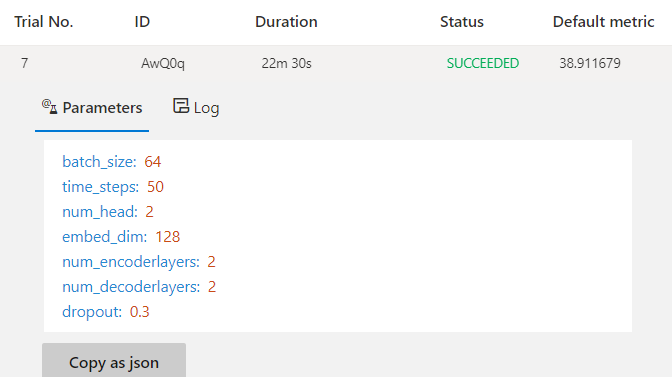 Trial No. ID Duration Status Default metric
7 AwQ0q 22m 30s SUCCEEDED 38.911679
Parameters Log
batch_size: 64
time_steps: 50
num_head: 2
embed_dim: 128
num_encoderlayers: 2
num_decoderlayers: 2
dropout: 0.3
Copy as json